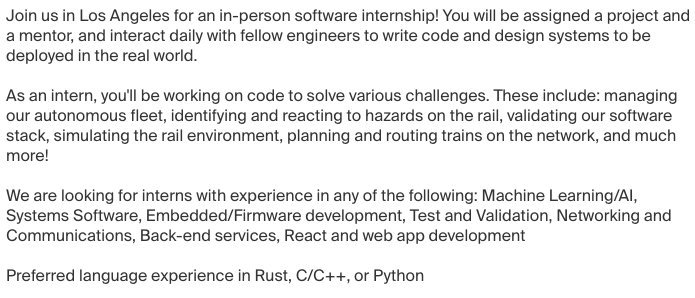 Join us in Los Angeles for an in-person software internship! You will be assigned a project and
a mentor, and interact daily with fellow engineers to write code and design systems to be
deployed in the real world.
As an intern, you'll be working on code to solve various challenges. These include: managing
our autonomous fleet, identifying and reacting to hazards on the rail, validating our software
stack, simulating the rail environment, planning and routing trains on the network, and much
more!
We are looking for interns with experience in any of the following: Machine Learning/AI,
Systems Software, Embedded/Firmware development, Test and Validation, Networking and
Communications, Back-end services, React and web app development
Preferred language experience in Rust, C/C++, or Python